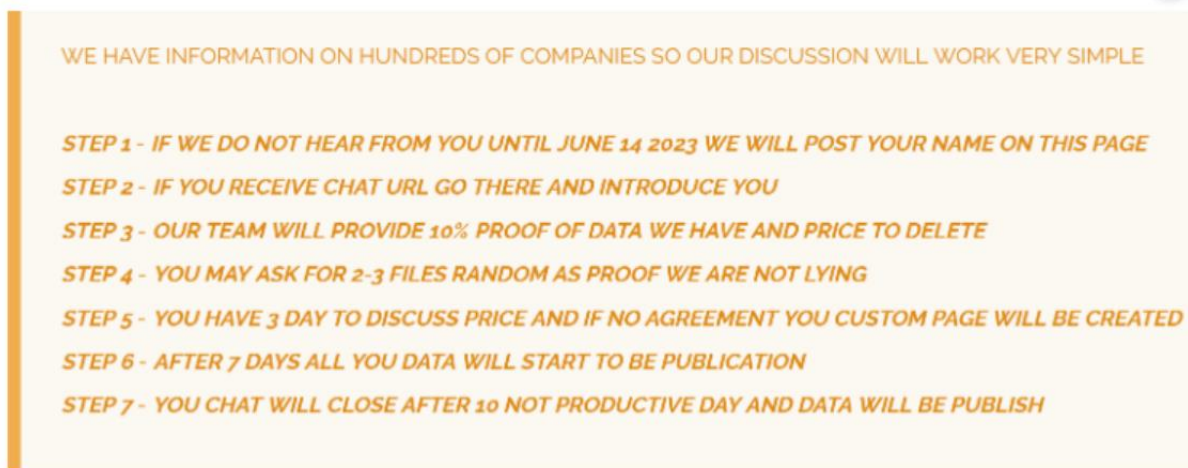 WE HAVE INFORMATION ON HUNDREDS OF COMPANIES SO OUR DISCUSSION WILL WORK VERY SIMPLE
STEP 1 - IF WE DO NOT HEAR FROM YOU UNTIL JUNE 14 2023 WE WILL POST YOUR NAME ON THIS PAGE
STEP 2 - IF YOU RECEIVE CHAT URL GO THERE AND INTRODUCE YOU
STEP 3 - OUR TEAM WILL PROVIDE 10% PROOF OF DATA WE HAVE AND PRICE TO DELETE
STEP 4 - YOU MAY ASK FOR 2-3 FILES RANDOM AS PROOF WE ARE NOT LYING
STEP 5 - YOU HAVE 3 DAY TO DISCUSS PRICE AND IF NO AGREEMENT YOU CUSTOM PAGE WILL BE CREATED
STEP 6 - AFTER 7 DAYS ALL YOU DATA WILL START TO BE PUBLICATION
STEP 7 - YOU CHAT WILL CLOSE AFTER 10 NOT PRODUCTIVE DAY AND DATA WILL BE PUBLISH